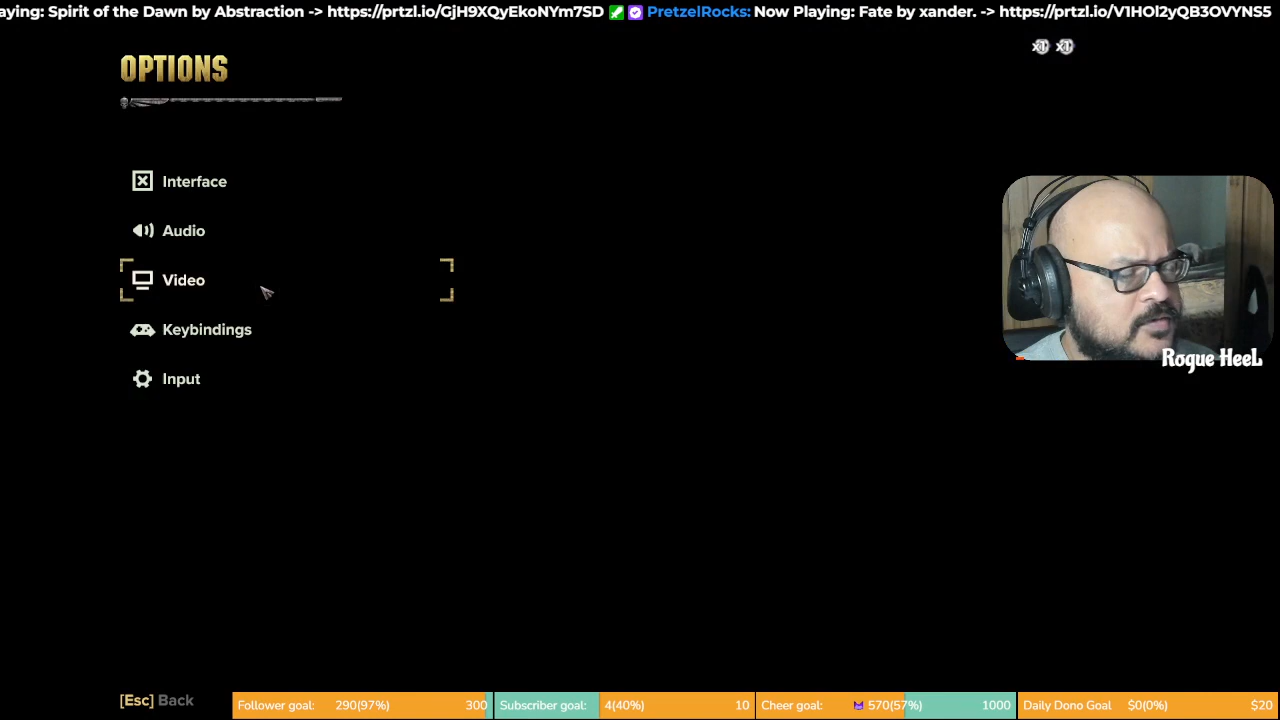 aying: Spirit of the Dawn by Abstraction -> https://prtzl.io/GjH9XQyEkoNYm7SD PretzelRocks: Now Playing: Fate by xander. -> https://prtzl.io/V1HOl2yQB3OVYNS5
x1 x1
OPTIONS
Interface
Audio
Video
Keybindings
Input
Rogue Heel
[Esc] Back
Follower goal: 290(97%) 300
Subscriber goal: 4(40%) 10
Cheer goal: 570(57%) 1000
Daily Dono Goal $0(0%) $20